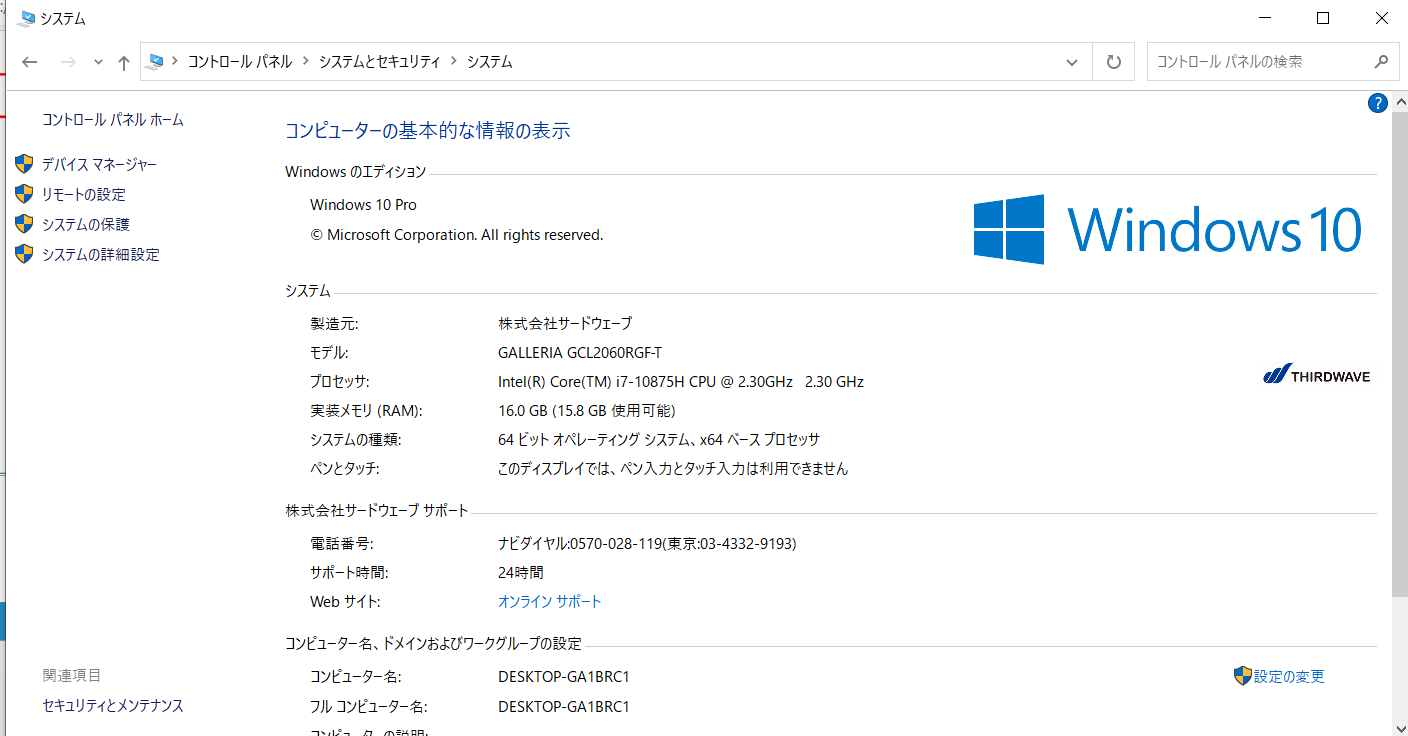 システム
コントロール パネル > システムとセキュリティ > システム
コントロール パネルの検索
コントロール パネル ホーム
デバイス マネージャー
リモートの設定
システムの保護
システムの詳細設定
コンピューターの基本的な情報の表示
Windows のエディション
Windows 10 Pro
© Microsoft Corporation. All rights reserved.
Windows 10
システム
製造元: 株式会社サードウェーブ
モデル: GALLERIA GCL2060RGF-T
プロセッサ: Intel(R) Core(TM) i7-10875H CPU @ 2.30GHz 2.30 GHz
実装メモリ (RAM): 16.0 GB (15.8 GB 使用可能)
システムの種類: 64 ビット オペレーティング システム、x64 ベース プロセッサ
ペンとタッチ: このディスプレイでは、ペン入力とタッチ入力は利用できません
THIRDWAVE
株式会社サードウェーブ サポート
電話番号: ナビダイヤル:0570-028-119(東京:03-4332-9193)
サポート時間: 24時間
Web サイト: オンライン サポート
コンピューター名、ドメインおよびワークグループの設定
コンピューター名: DESKTOP-GA1BRC1
設定の変更
フル コンピューター名: DESKTOP-GA1BRC1
コンピューターの説明:
関連項目
セキュリティとメンテナンス